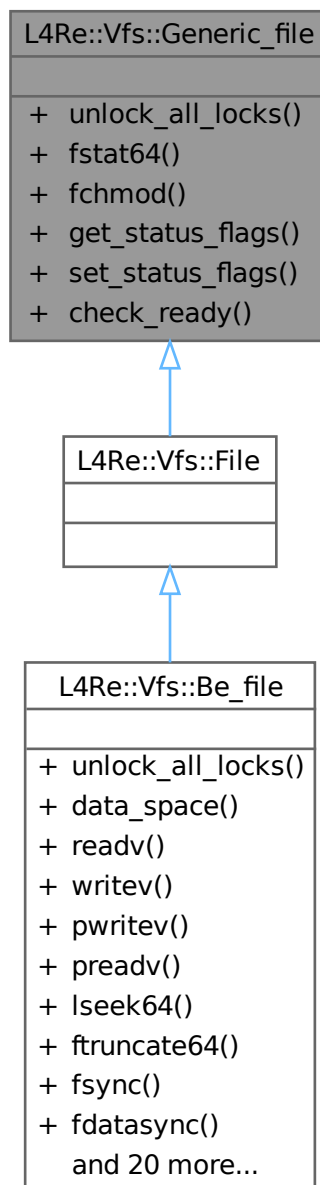 L4Re::Vfs::Generic_file
+ unlock_all_locks()
+ fstat64()
+ fchmod()
+ get_status_flags()
+ set_status_flags()
+ check_ready()
L4Re::Vfs::File
L4Re::Vfs::Be_file
+ unlock_all_locks()
+ data_space()
+ readv()
+ writev()
+ pwritev()
+ preadv()
+ lseek64()
+ ftruncate64()
+ fsync()
+ fdatasync()
and 20 more...